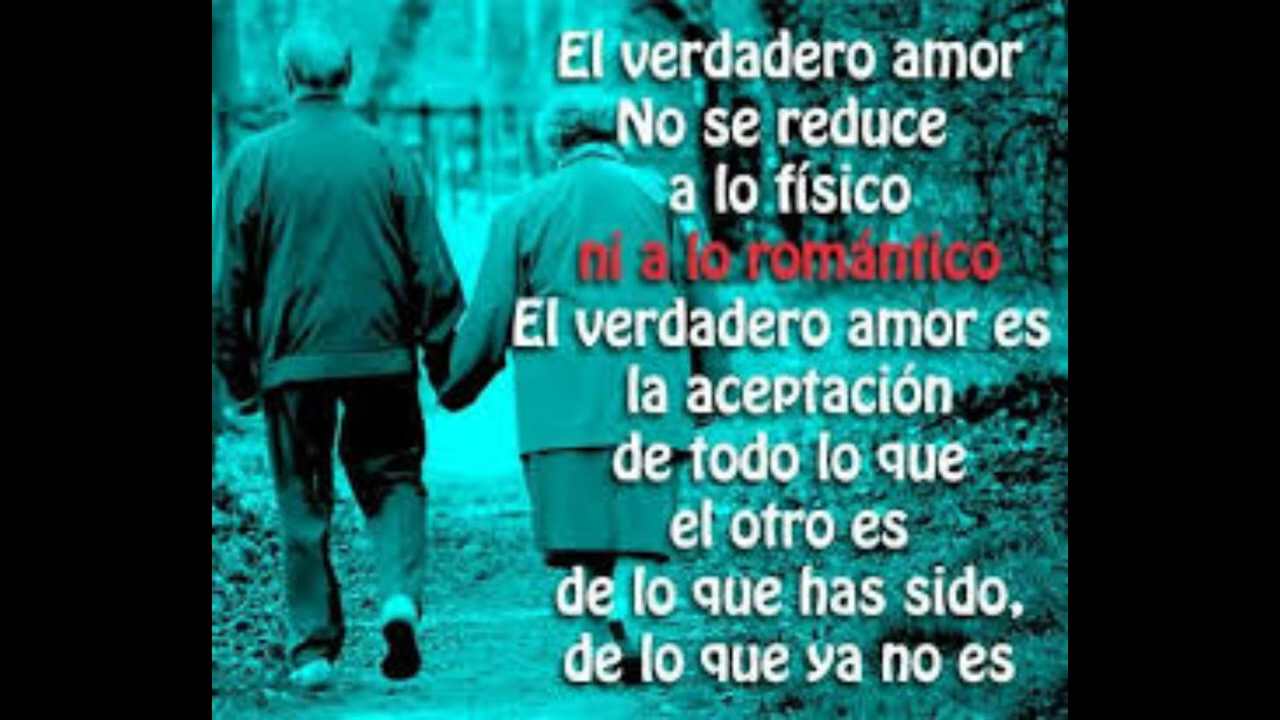 El verdadero amor
No se reduce
a lo físico
ni a lo romántico
El verdadero amor es
la aceptación
de todo lo que
el otro es
de lo que has sido,
de lo que ya no es